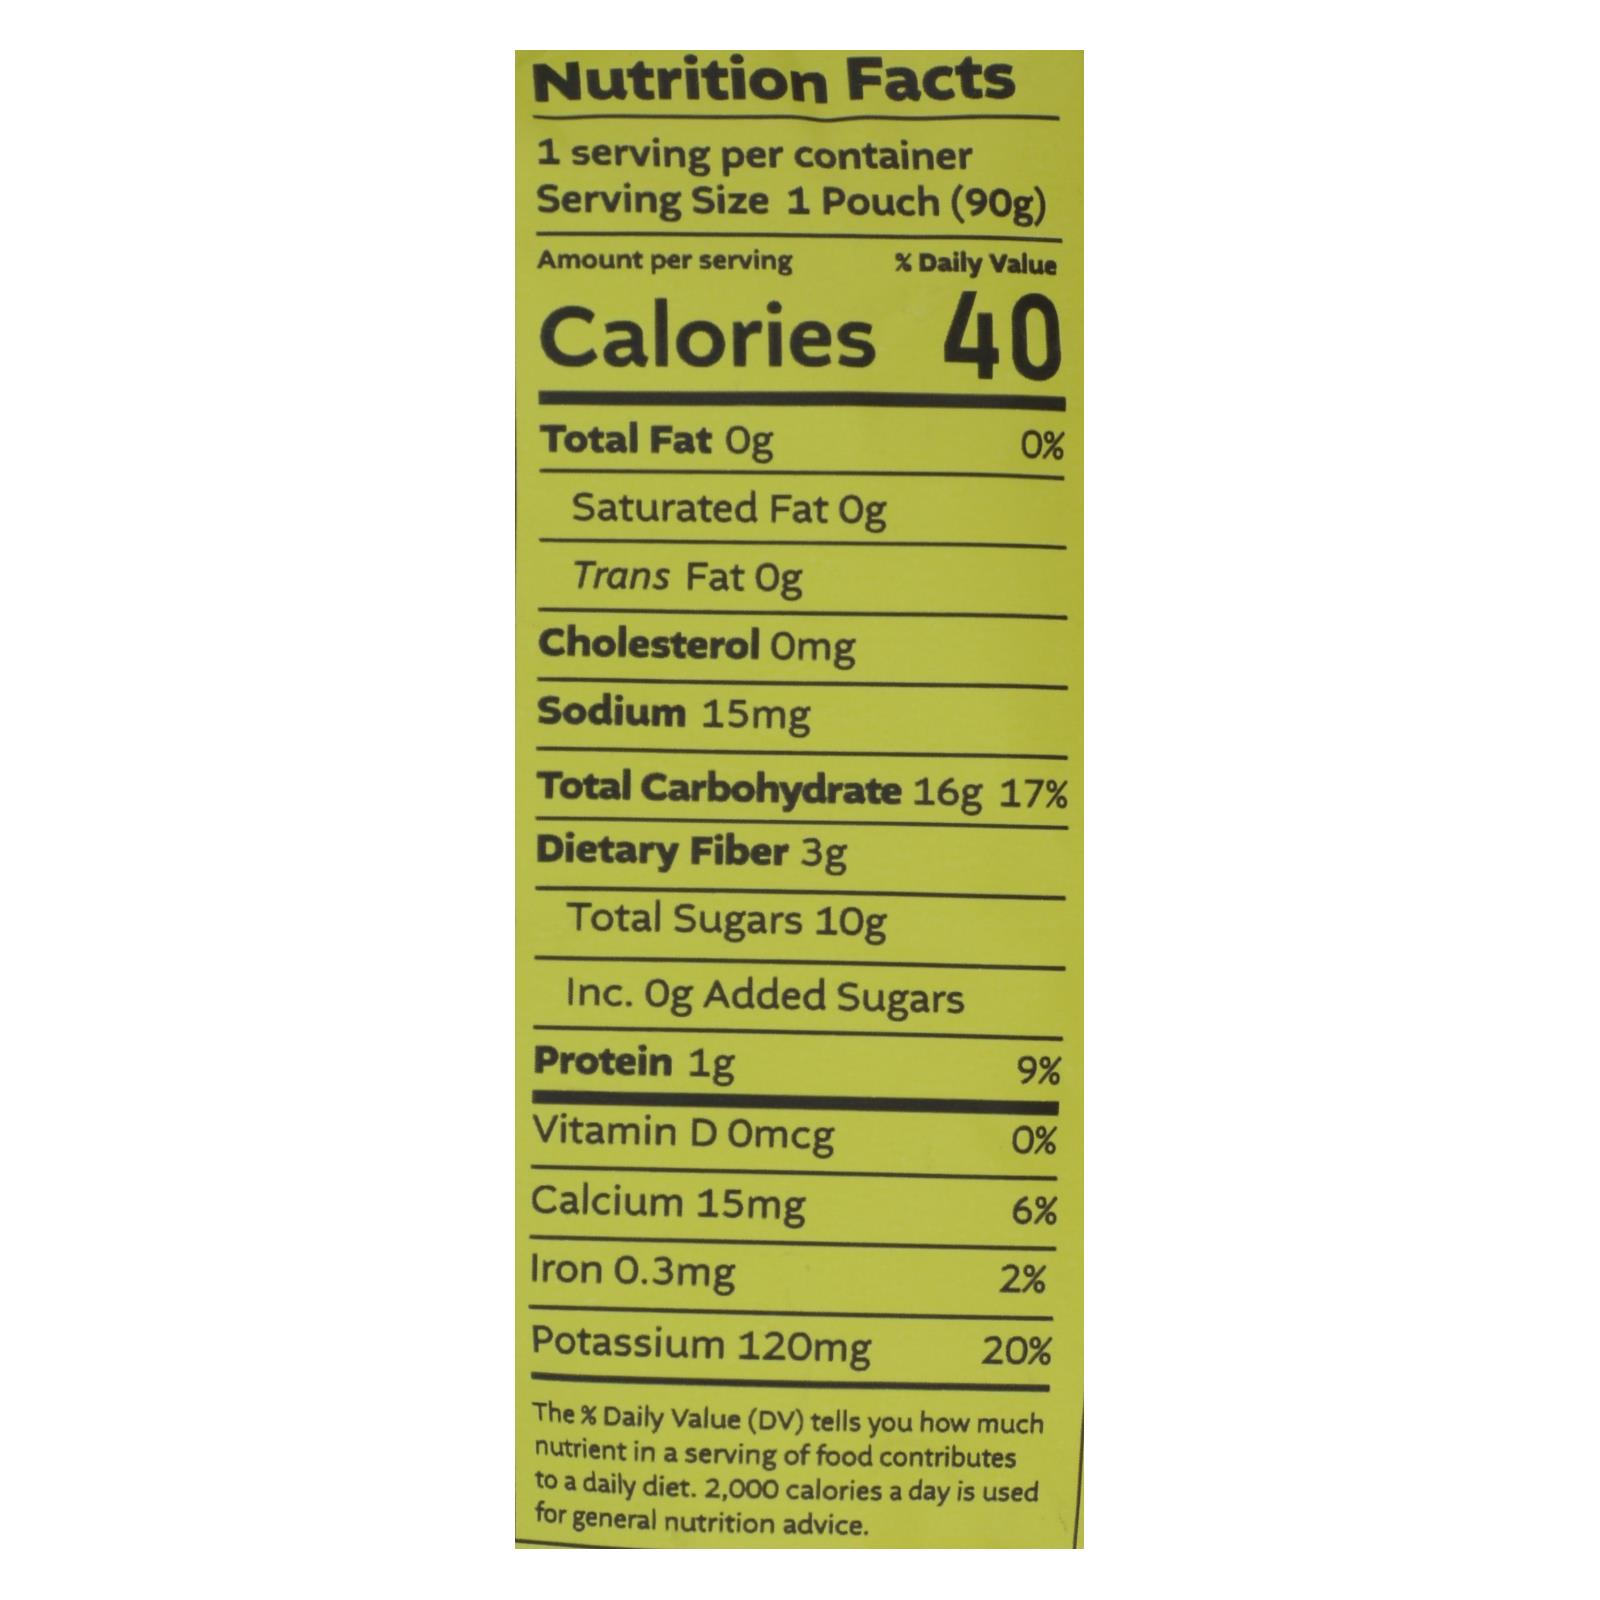 Nutrition Facts
1 serving per container
Serving Size 1 Pouch (90g)
Amount per serving % Daily Value
Calories 40
Total Fat 0g 0%
Saturated Fat 0g
Trans Fat 0g
Cholesterol 0mg
Sodium 15mg
Total Carbohydrate 16g 17%
Dietary Fiber 3g
Total Sugars 10g
Inc. 0g Added Sugars
Protein 1g 9%
Vitamin D 0mcg 0%
Calcium 15mg 6%
Iron 0.3mg 2%
Potassium 120mg 20%
The % Daily Value (DV) tells you how much
nutrient in a serving of food contributes
to a daily diet. 2,000 calories a day is used
for general nutrition advice.